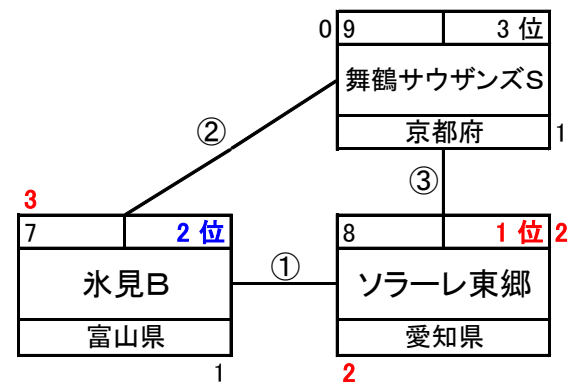 0 9 3 位
舞鶴サウザンズS
京都府 1
②
③
3
7 2 位
8 1 位 2
氷見B
①
ソラーレ東郷
富山県
愛知県
1
2